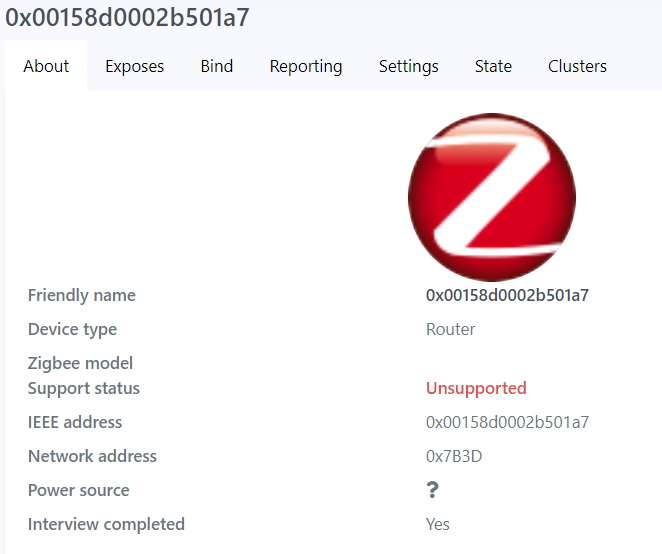 0x00158d0002b501a7
About Exposes Bind Reporting Settings State Clusters
Friendly name 0x00158d0002b501a7
Device type Router
Zigbee model
Support status Unsupported
IEEE address 0x00158d0002b501a7
Network address 0x7B3D
Power source ?
Interview completed Yes